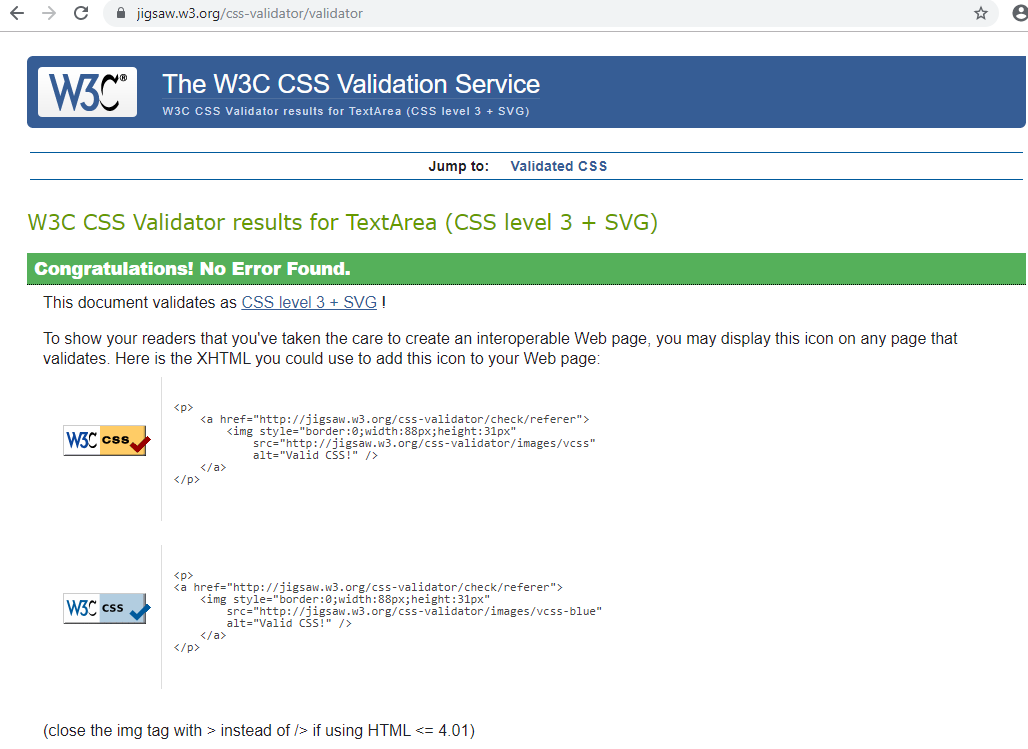 jigsaw.w3.org/css-validator/validator
W3C® The W3C CSS Validation Service
W3C CSS Validator results for TextArea (CSS level 3 + SVG)
Jump to: Validated CSS
W3C CSS Validator results for TextArea (CSS level 3 + SVG)
Congratulations! No Error Found.
This document validates as CSS level 3 + SVG !
To show your readers that you've taken the care to create an interoperable Web page, you may display this icon on any page that
validates. Here is the XHTML you could use to add this icon to your Web page:
<p>
<a href="http://jigsaw.w3.org/css-validator/check/referer">
<img style="border:0;width:88px;height:31px"
W3C css
src="http://jigsaw.w3.org/css-validator/images/vcss"
alt="Valid CSS!" />
</a>
</p>
<p>
<a href="http://jigsaw.w3.org/css-validator/check/referer">
<img style="border:0;width:88px;height:31px"
W3C css
src="http://jigsaw.w3.org/css-validator/images/vcss-blue"
alt="Valid CSS!" />
</a>
</p>
(close the img tag with > instead of /> if using HTML <= 4.01)